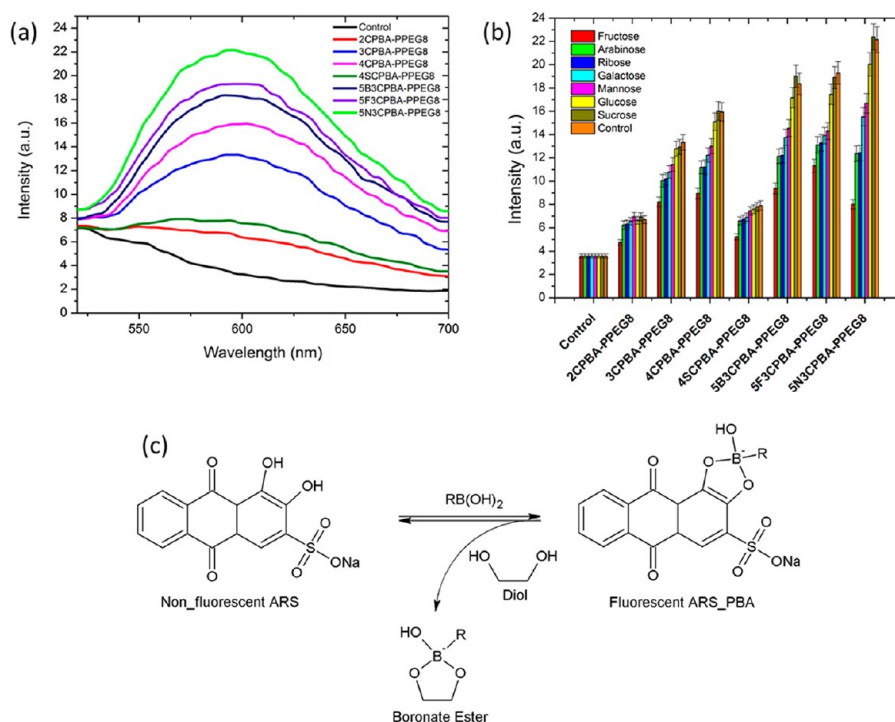 (a)
24
22
20
18
16
14
12
10
8
6
4
2
0
Intensity (a.u.)
550
600
650
700
Wavelength (nm)
Control
2CPBA-PPEG8
3CPBA-PPEG8
4CPBA-PPEG8
4SCPBA-PPEG8
5B3CPBA-PPEG8
5F3CPBA-PPEG8
5N3CPBA-PPEG8
(b)
24
22
20
18
16
14
12
10
8
6
4
2
0
Intensity (a.u.)
Fructose
Arabinose
Ribose
Galactose
Mannose
Glucose
Sucrose
Control
Control
2CPBA-PPEG8
3CPBA-PPEG8
4CPBA-PPEG8
4SCPBA-PPEG8
5B3CPBA-PPEG8
5F3CPBA-PPEG8
5N3CPBA-PPEG8
(c)
O
OH
OH
O
O
S
ONa
O
Non_fluorescent ARS
RB(OH)2
HO
OH
Diol
HO
R
B-
O
O
Boronate Ester
HO
B-
R
O
O
O
O
O
S
ONa
O
Fluorescent ARS_PBA